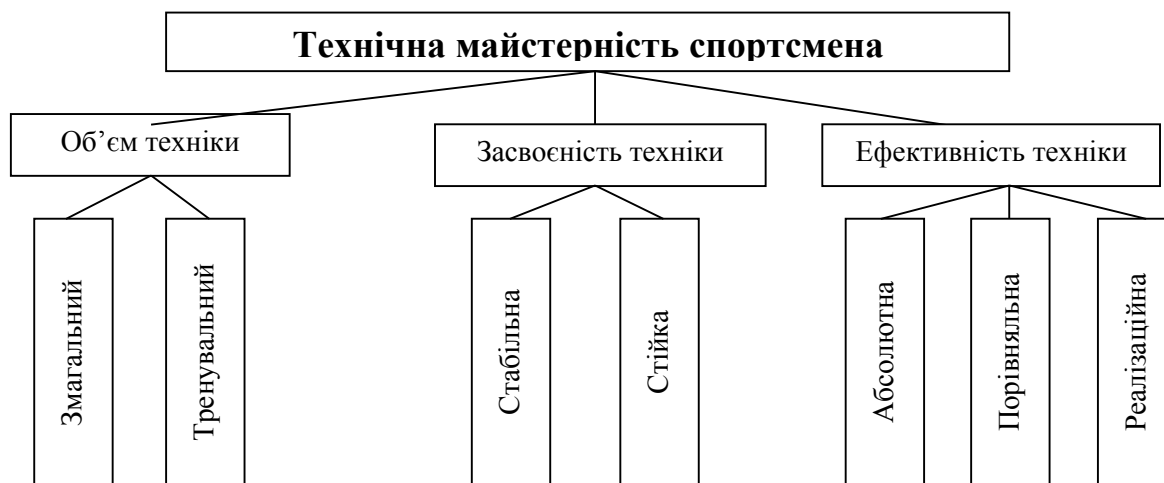 Технічна майстерність спортсмена
Об’єм техніки
Засвоєність техніки
Ефективність техніки
Змагальний
Тренувальний
Стабільна
Стійка
Абсолютна
Порівняльна
Реалізаційна